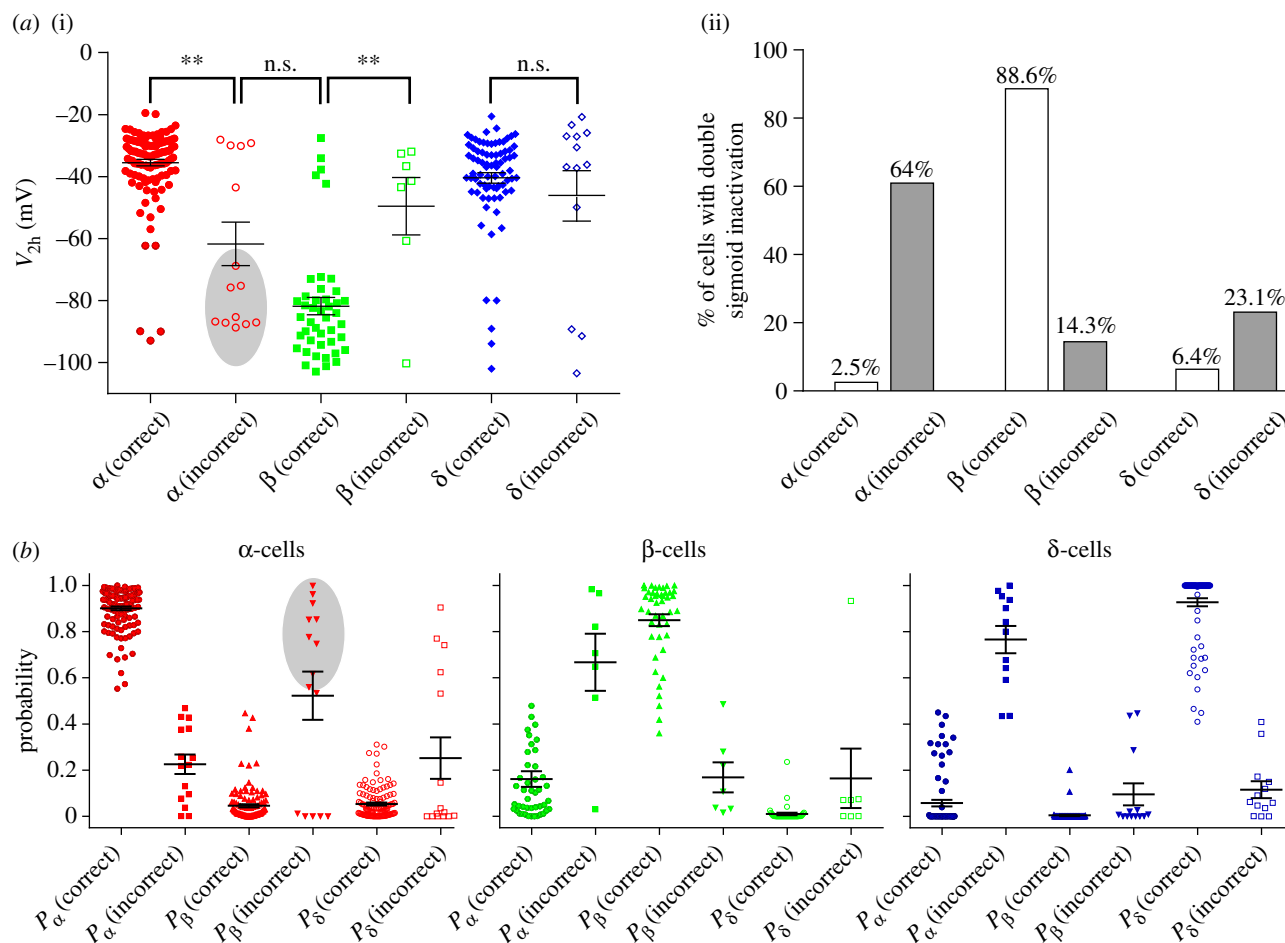 (a) (i)
0
−20
−40
−60
−80
−100
V2h (mV)
**
n.s.
**
n.s.
α (correct)
α (incorrect)
β (correct)
β (incorrect)
δ (correct)
δ (incorrect)
(ii)
100
80
60
40
20
0
% of cells with double
sigmoid inactivation
2.5%
64%
88.6%
14.3%
6.4%
23.1%
α (correct)
α (incorrect)
β (correct)
β (incorrect)
δ (correct)
δ (incorrect)
(b)
α-cells
β-cells
δ-cells
1.0
0.8
0.6
0.4
0.2
0
probability
Pα (correct)
Pα (incorrect)
Pβ (correct)
Pβ (incorrect)
Pδ (correct)
Pδ (incorrect)
Pα (correct)
Pα (incorrect)
Pβ (correct)
Pβ (incorrect)
Pδ (correct)
Pδ (incorrect)
Pα (correct)
Pα (incorrect)
Pβ (correct)
Pβ (incorrect)
Pδ (correct)
Pδ (incorrect)